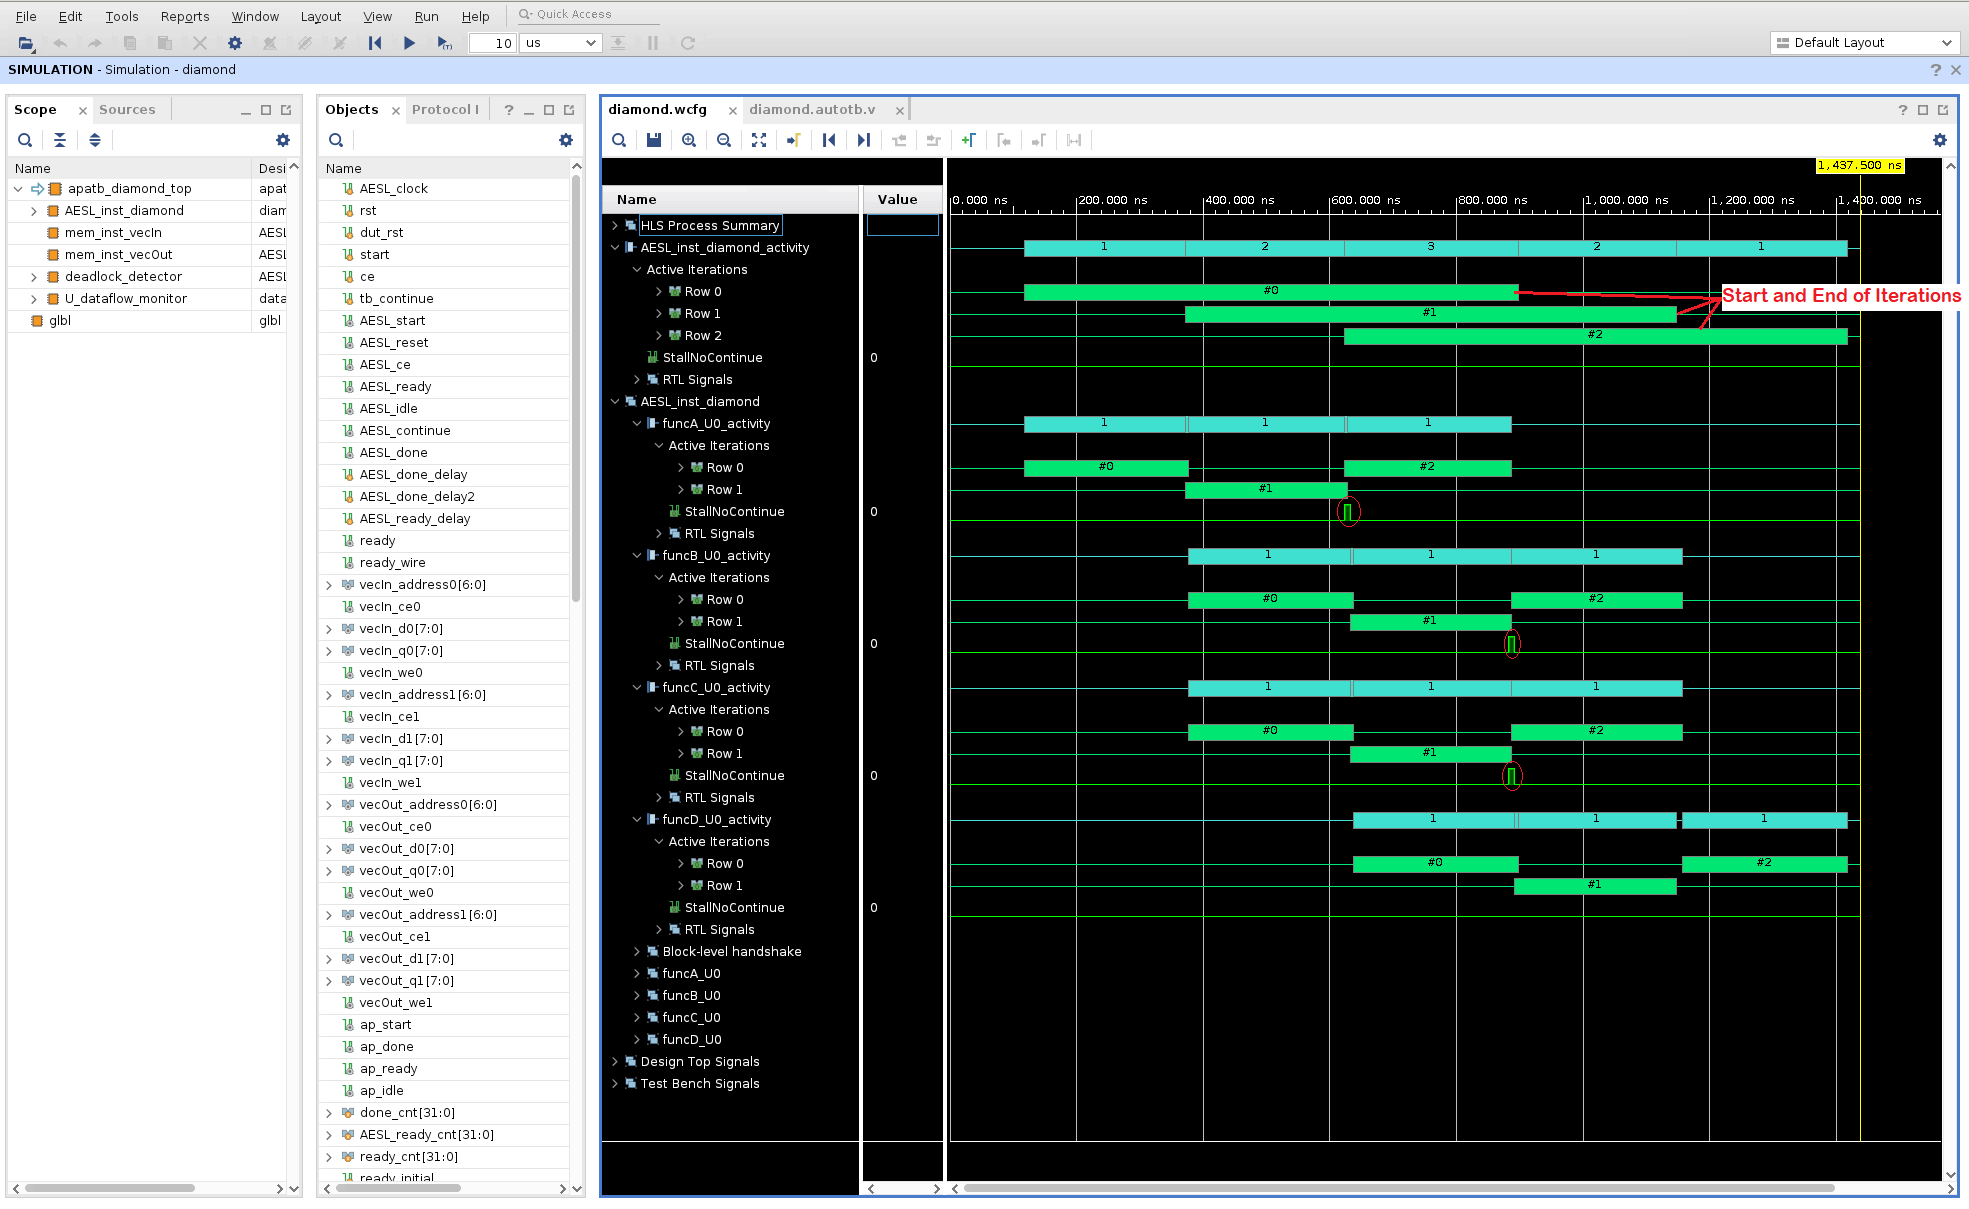 File Edit Tools Reports Window Layout View Run Help Quick Access
10 us Default Layout
SIMULATION - Simulation - diamond
Scope Sources
Name Desi
apatb_diamond_top apat
AESL_inst_diamond diam
mem_inst_vecIn AESL
mem_inst_vecOut AESL
deadlock_detector AESL
U_dataflow_monitor data
glbl glbl
Objects Protocol I
Name
AESL_clock
rst
dut_rst
start
ce
tb_continue
AESL_start
AESL_reset
AESL_ce
AESL_ready
AESL_idle
AESL_continue
AESL_done
AESL_done_delay
AESL_done_delay2
AESL_ready_delay
ready
ready_wire
vecIn_address0[6:0]
vecIn_ce0
vecIn_d0[7:0]
vecIn_q0[7:0]
vecIn_we0
vecIn_address1[6:0]
vecIn_ce1
vecIn_d1[7:0]
vecIn_q1[7:0]
vecIn_we1
vecOut_address0[6:0]
vecOut_ce0
vecOut_d0[7:0]
vecOut_q0[7:0]
vecOut_we0
vecOut_address1[6:0]
vecOut_ce1
vecOut_d1[7:0]
vecOut_q1[7:0]
vecOut_we1
ap_start
ap_done
ap_ready
ap_idle
done_cnt[31:0]
AESL_ready_cnt[31:0]
ready_cnt[31:0]
ready_initial
diamond.wcfg diamond.autotb.v
1,437.500 ns
Name Value 0.000 ns 200.000 ns 400.000 ns 600.000 ns 800.000 ns 1,000.000 ns 1,200.000 ns 1,400.000 ns
HLS Process Summary
AESL_inst_diamond_activity 1 2 3 2 1
Active Iterations
Row 0 #0
Start and End of Iterations
Row 1 #1
Row 2 #2
StallNoContinue 0
RTL Signals
AESL_inst_diamond
funcA_U0_activity 1 1 1
Active Iterations
Row 0 #0 #2
Row 1 #1
StallNoContinue 0
RTL Signals
funcB_U0_activity 1 1 1
Active Iterations
Row 0 #0 #2
Row 1 #1
StallNoContinue 0
RTL Signals
funcC_U0_activity 1 1 1
Active Iterations
Row 0 #0 #2
Row 1 #1
StallNoContinue 0
RTL Signals
funcD_U0_activity 1 1 1
Active Iterations
Row 0 #0 #2
Row 1 #1
StallNoContinue 0
RTL Signals
Block-level handshake
funcA_U0
funcB_U0
funcC_U0
funcD_U0
Design Top Signals
Test Bench Signals